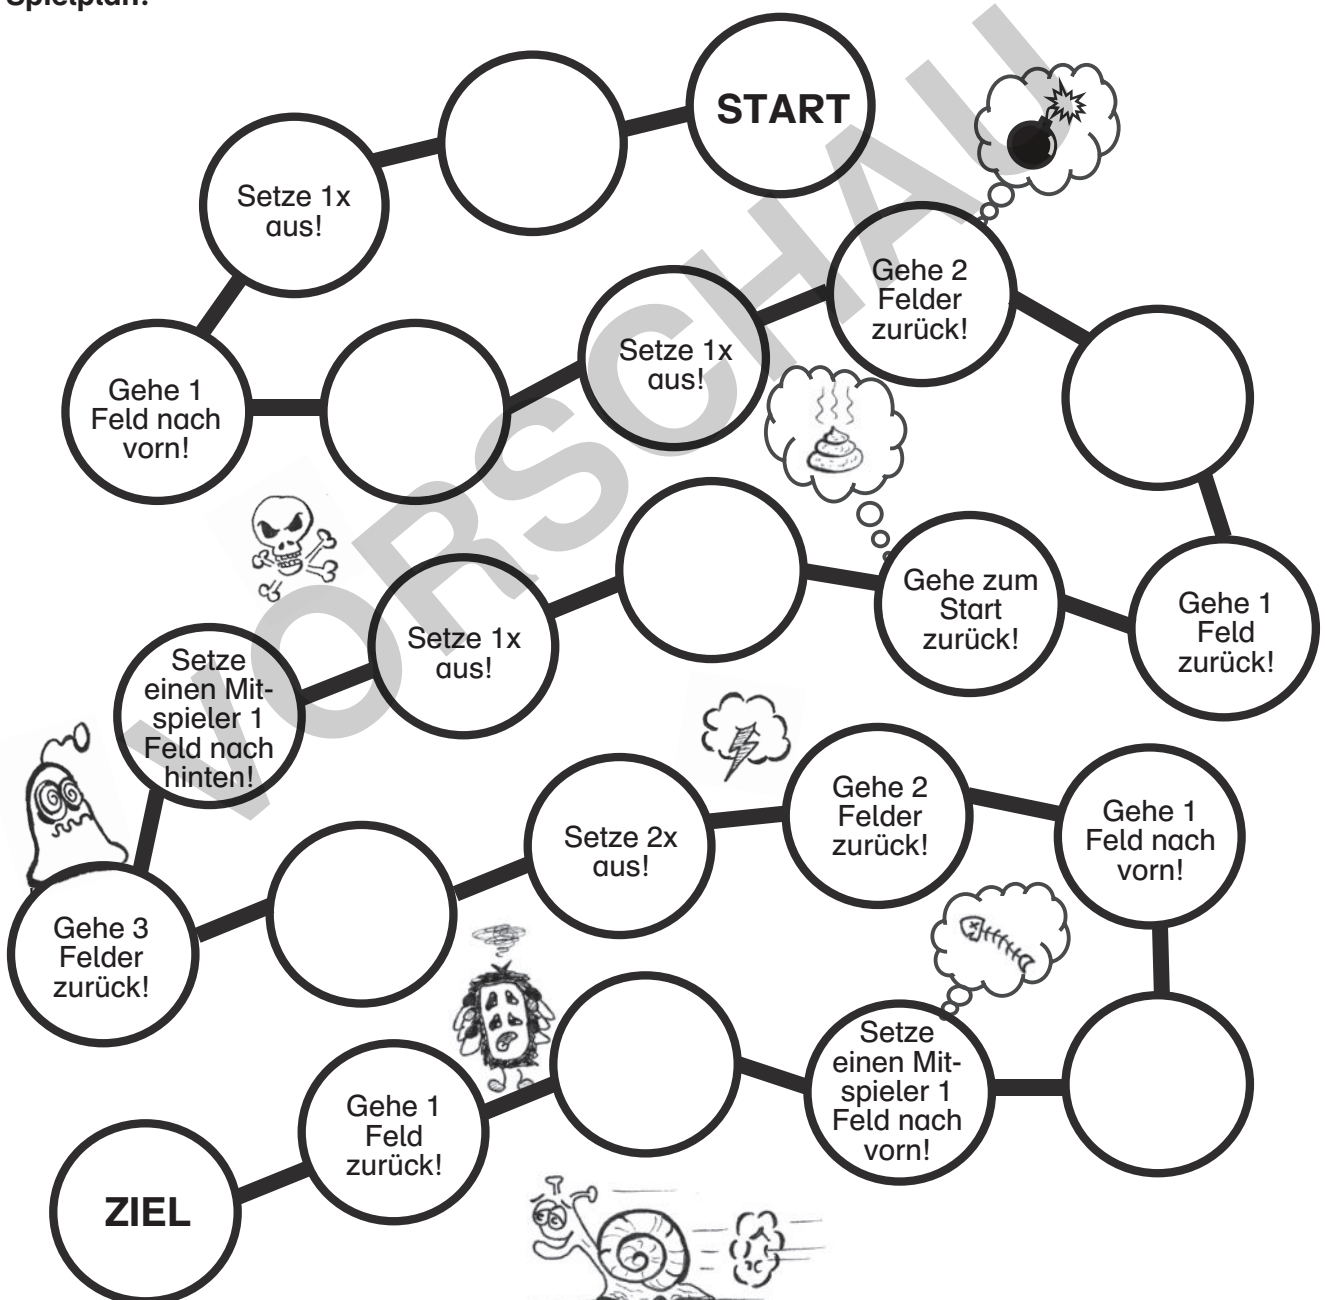 Spielplan:
START
Setze 1x
aus!
Gehe 1
Feld nach
vorn!
Setze 1x
aus!
Gehe 2
Felder
zurück!
Gehe 1
Feld
zurück!
Gehe zum
Start
zurück!
Setze 1x
aus!
Setze
einen Mit-
spieler 1
Feld nach
hinten!
Gehe 3
Felder
zurück!
Setze 2x
aus!
Gehe 2
Felder
zurück!
Gehe 1
Feld nach
vorn!
Setze
einen Mit-
spieler 1
Feld nach
vorn!
Gehe 1
Feld
zurück!
ZIEL
VORSCHAU